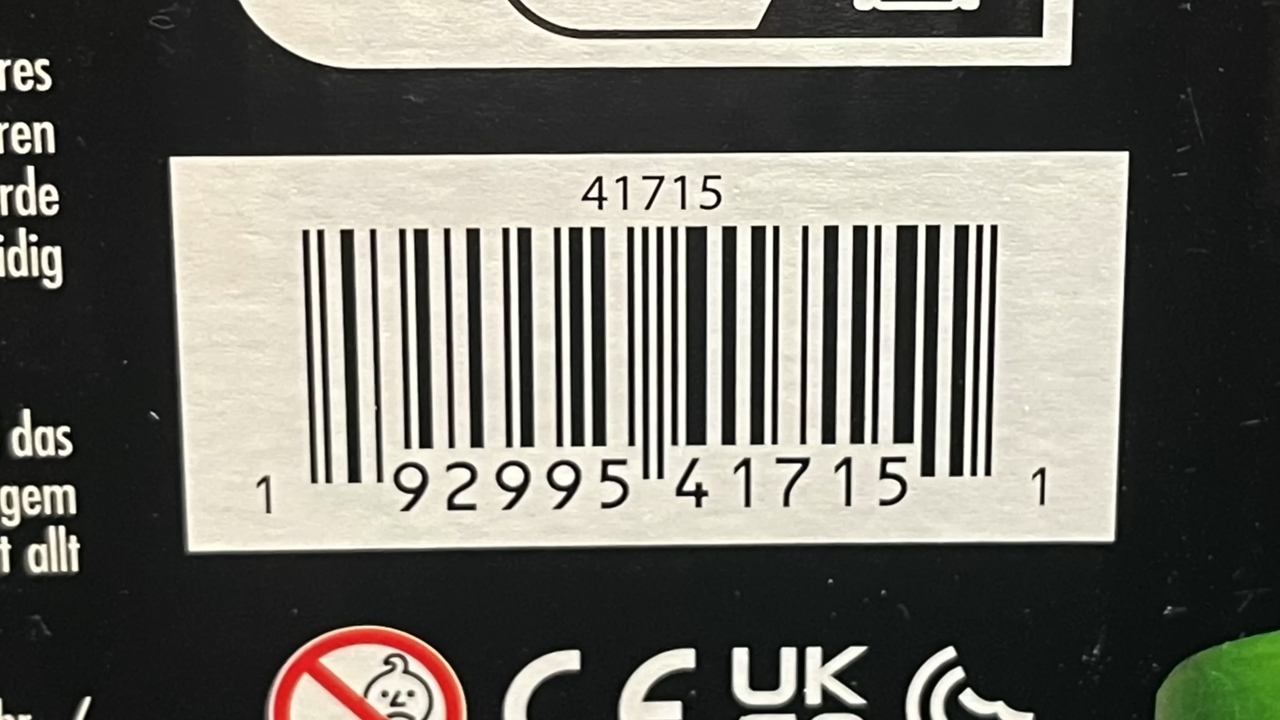 res
ren
rde
idig
41715
das
gem
t allt
1 92995 41715 1
CE UK